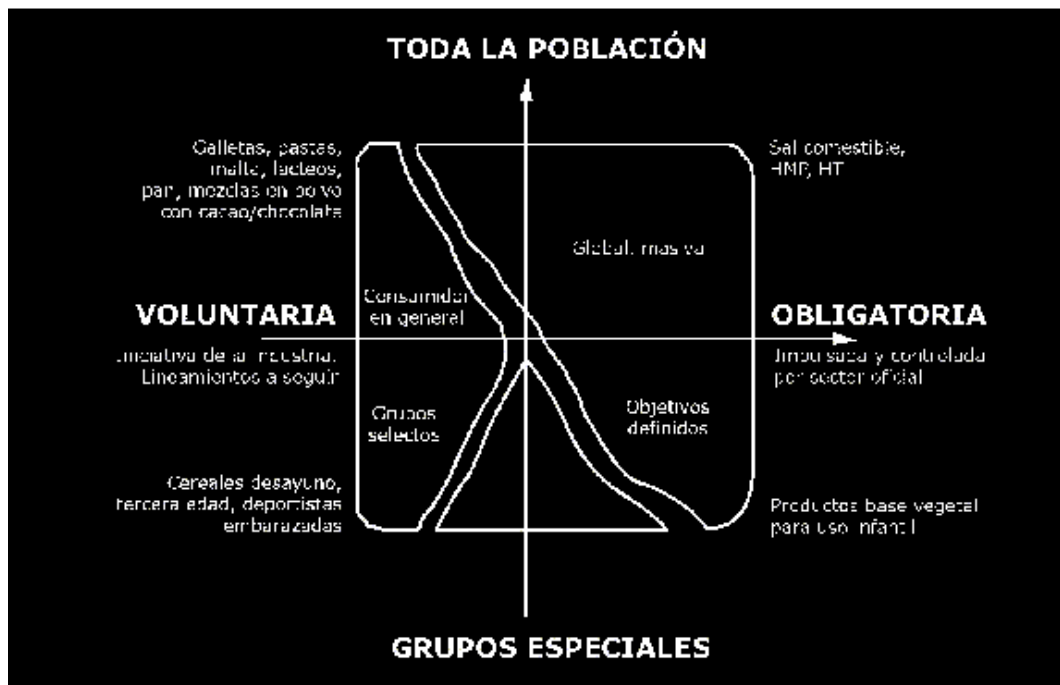 TODA LA POBLACIÓN
Galletas, pastas,
malta, lacteos,
pan, mezclas en polvo
con cacao/chocolate
Sal comestible,
HMP, HT
Global, masiva
Consumidor
en general
VOLUNTARIA
OBLIGATORIA
Iniciativa de la industria.
Lineamientos a seguir
Impulsada y controlada
por sector oficial
Grupos
selectos
Objetivos
definidos
Cereales desayuno,
tercera edad, deportistas
embarazadas
Productos base vegetal
para uso infantil
GRUPOS ESPECIALES